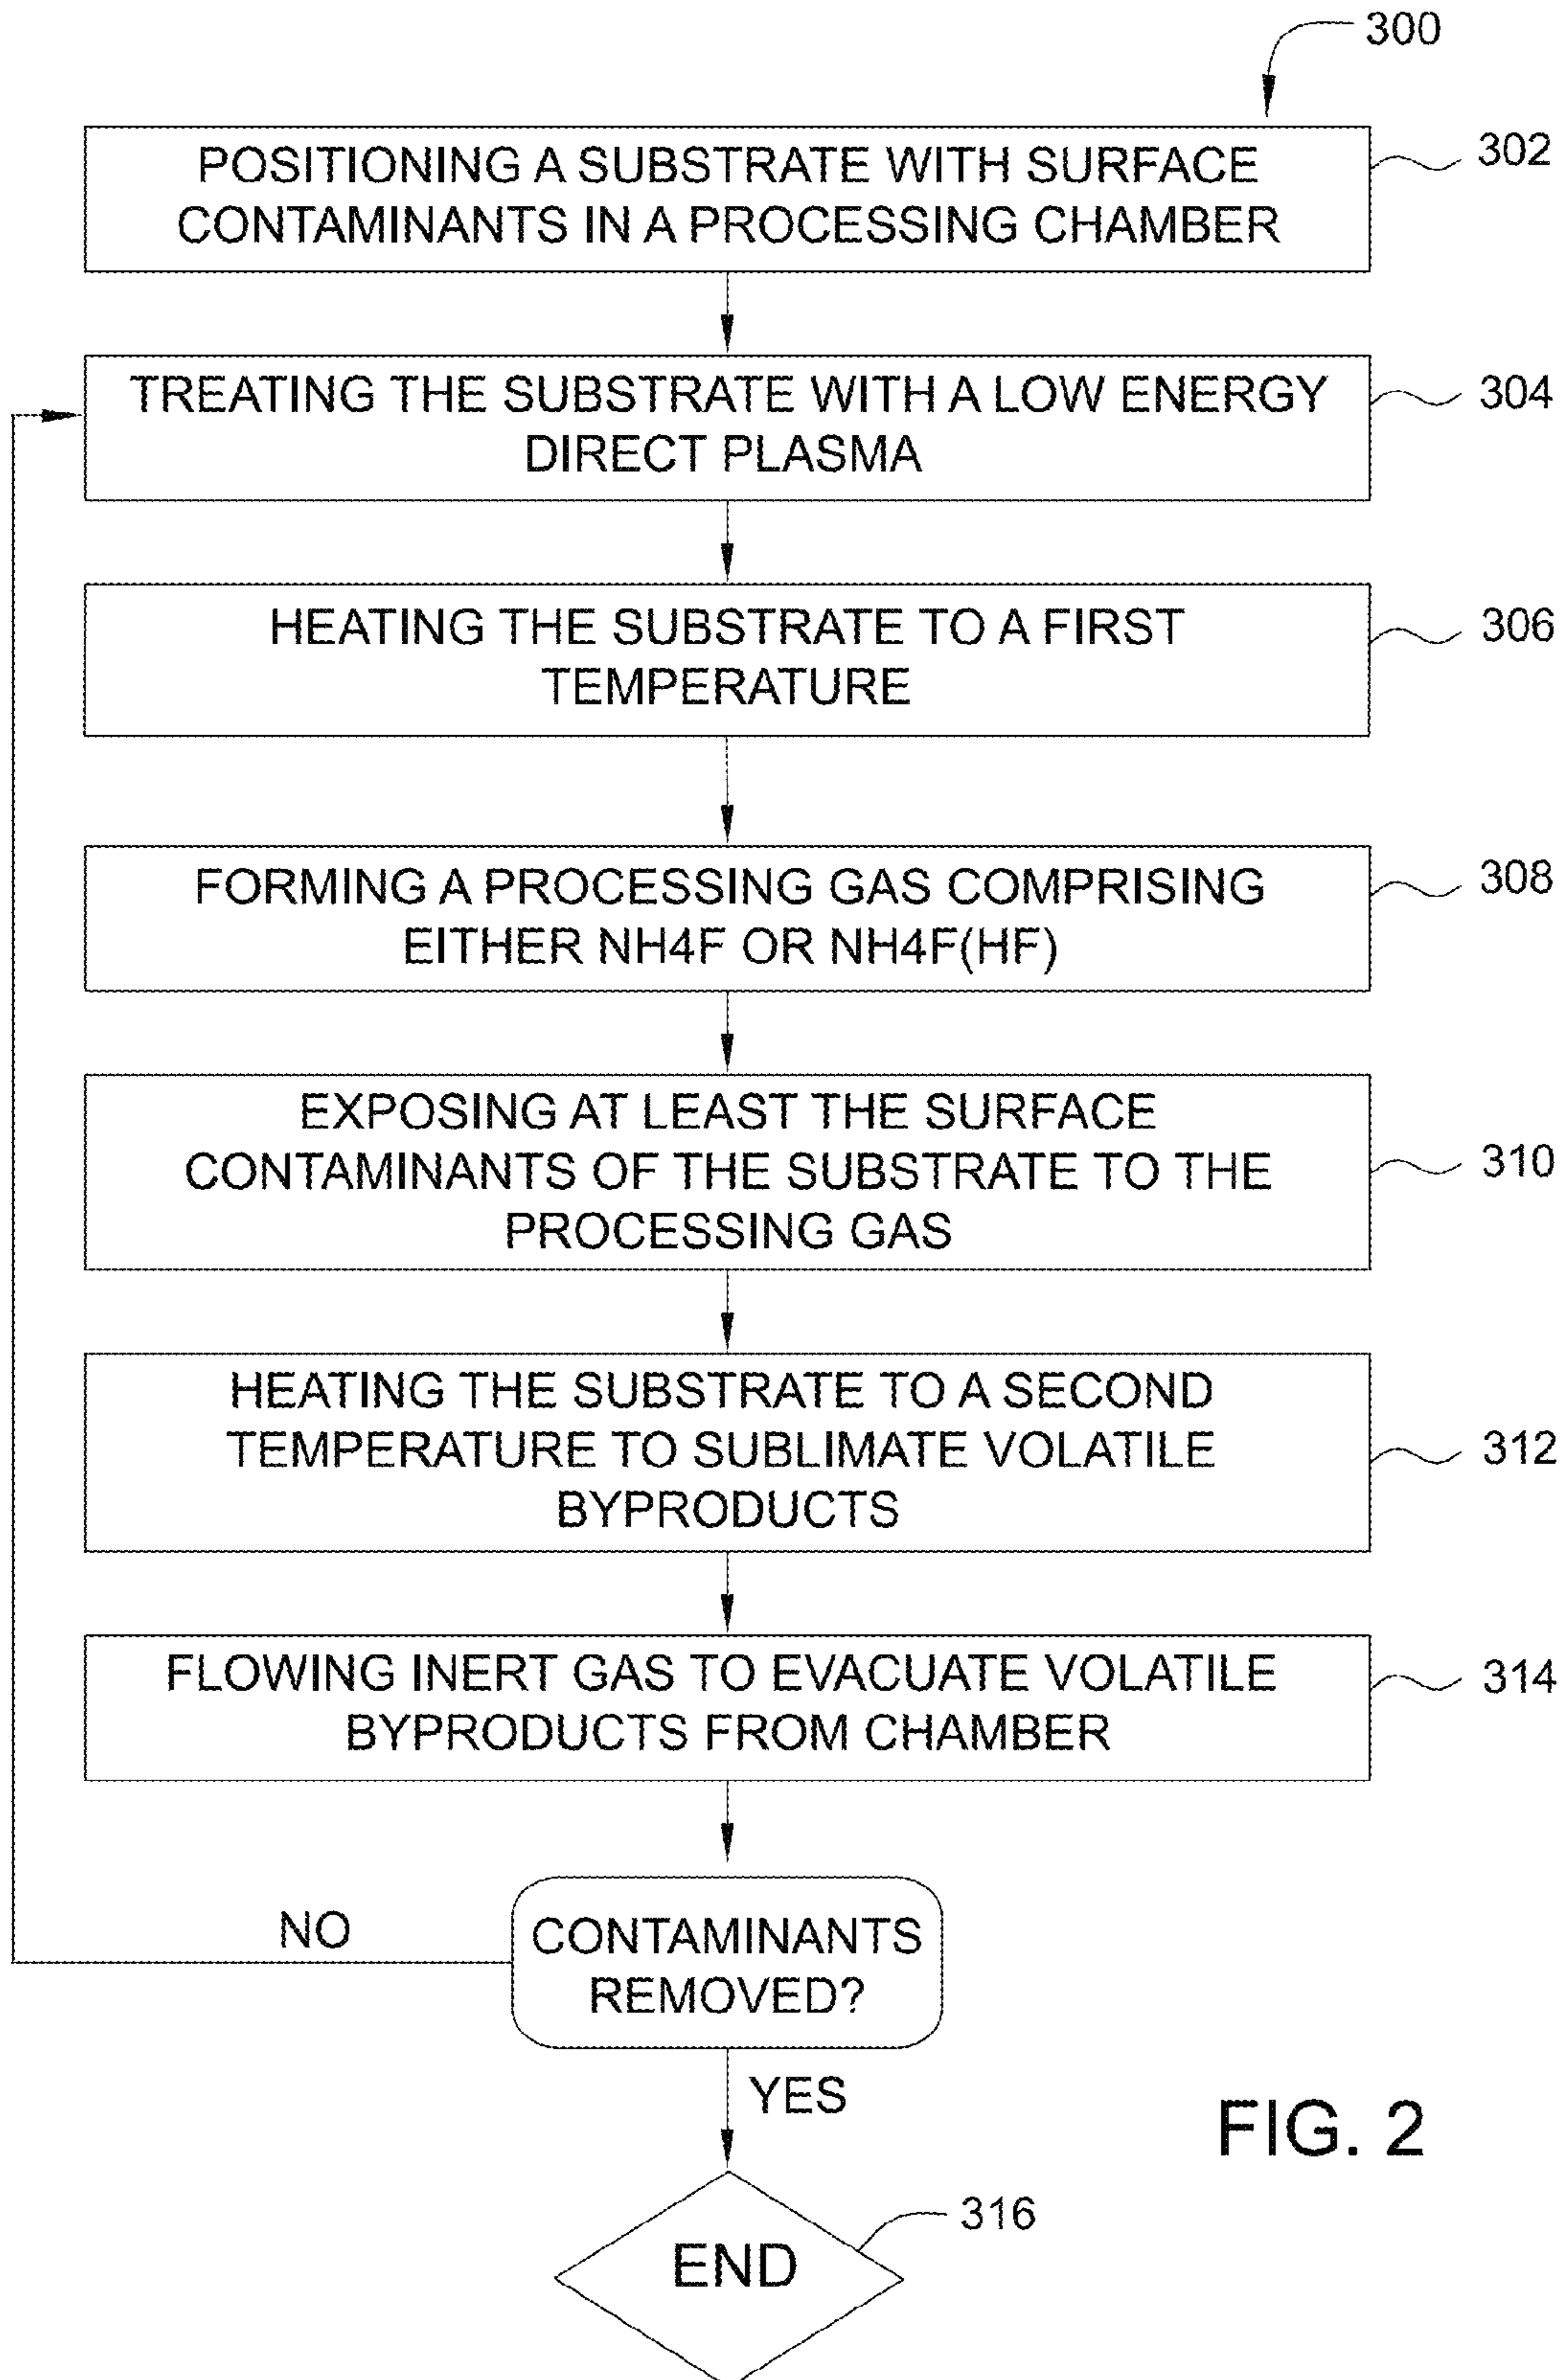 300
POSITIONING A SUBSTRATE WITH SURFACE
CONTAMINANTS IN A PROCESSING CHAMBER
302
TREATING THE SUBSTRATE WITH A LOW ENERGY
DIRECT PLASMA
304
HEATING THE SUBSTRATE TO A FIRST
TEMPERATURE
306
FORMING A PROCESSING GAS COMPRISING
EITHER NH4F OR NH4F(HF)
308
EXPOSING AT LEAST THE SURFACE
CONTAMINANTS OF THE SUBSTRATE TO THE
PROCESSING GAS
310
HEATING THE SUBSTRATE TO A SECOND
TEMPERATURE TO SUBLIMATE VOLATILE
BYPRODUCTS
312
FLOWING INERT GAS TO EVACUATE VOLATILE
BYPRODUCTS FROM CHAMBER
314
NO
CONTAMINANTS
REMOVED?
YES
FIG. 2
316
END